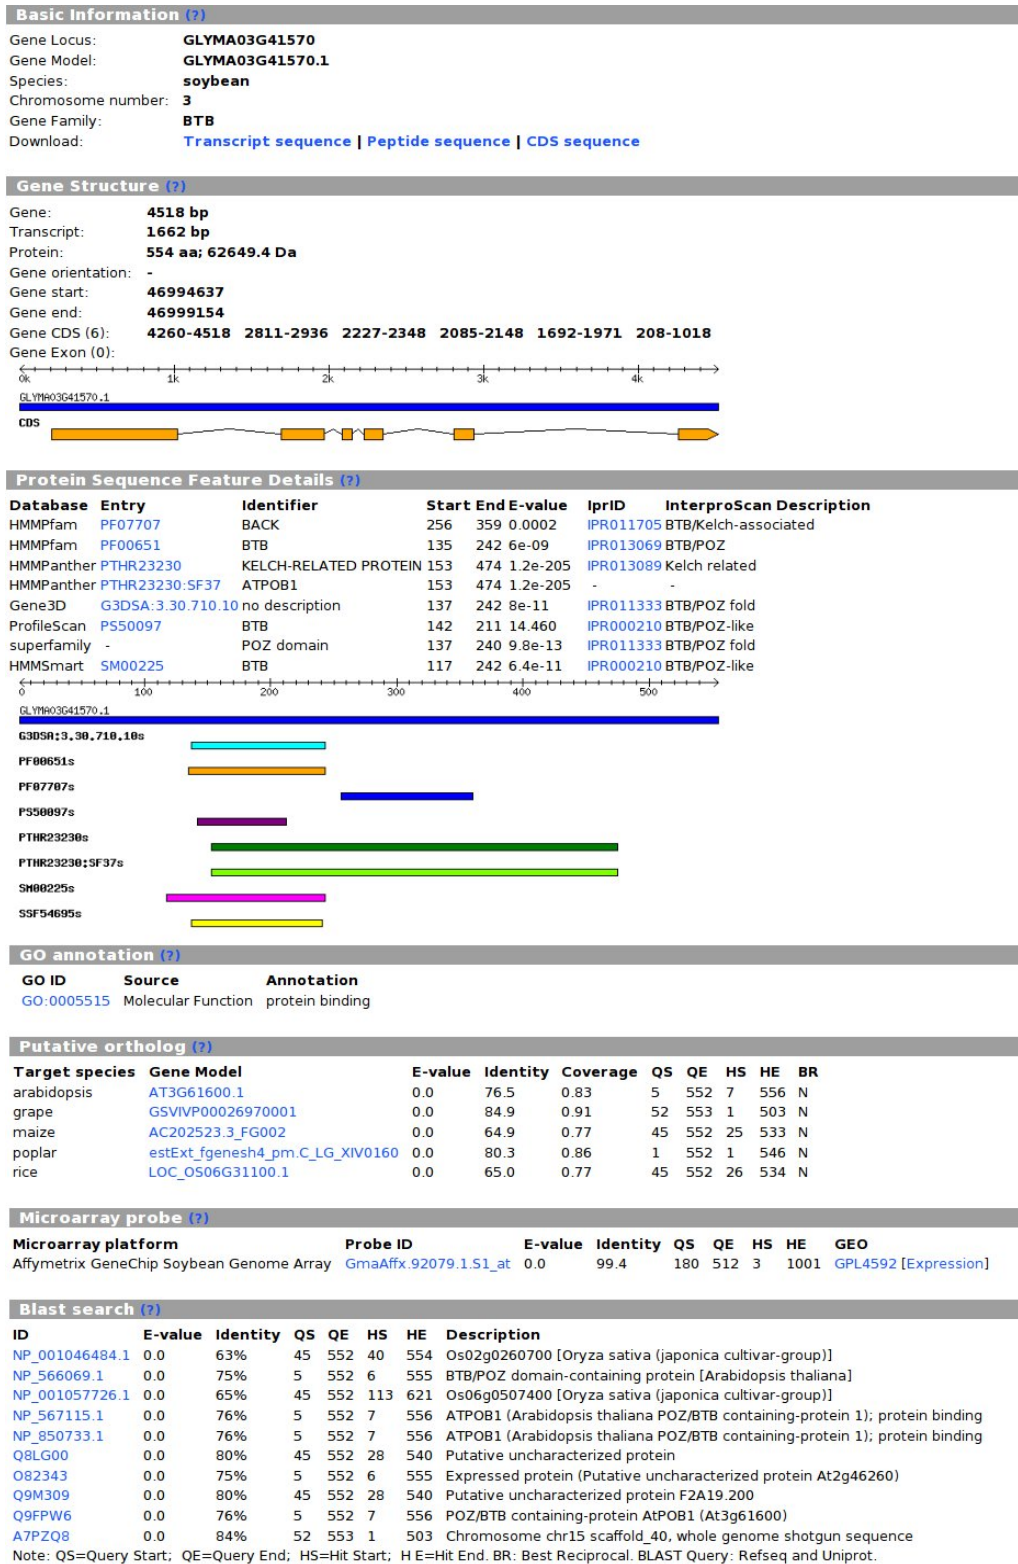 Basic Information (?)
Gene Locus: GLYMA03G41570
Gene Model: GLYMA03G41570.1
Species: soybean
Chromosome number: 3
Gene Family: BTB
Download: Transcript sequence | Peptide sequence | CDS sequence
Gene Structure (?)
Gene: 4518 bp
Transcript: 1662 bp
Protein: 554 aa; 62649.4 Da
Gene orientation: -
Gene start: 46994637
Gene end: 46999154
Gene CDS (6): 4260-4518 2811-2936 2227-2348 2085-2148 1692-1971 208-1018
Gene Exon (0):
0k 1k 2k 3k 4k
GLYMA03G41570.1
CDS
Protein Sequence Feature Details (?)
Database Entry Identifier Start End E-value IprID InterproScan Description
HMMPfam PF07707 BACK 256 359 0.0002 IPR011705 BTB/Kelch-associated
HMMPfam PF00651 BTB 135 242 6e-09 IPR013069 BTB/POZ
HMMPanther PTHR23230 KELCH-RELATED PROTEIN 153 474 1.2e-205 IPR013089 Kelch related
HMMPanther PTHR23230:SF37 ATPOB1 153 474 1.2e-205 - -
Gene3D G3DSA:3.30.710.10 no description 137 242 8e-11 IPR011333 BTB/POZ fold
ProfileScan PS50097 BTB 142 211 14.460 IPR000210 BTB/POZ-like
superfamily - POZ domain 137 240 9.8e-13 IPR011333 BTB/POZ fold
HMMSmart SM00225 BTB 117 242 6.4e-11 IPR000210 BTB/POZ-like
0 100 200 300 400 500
GLYMA03G41570.1
G3DSA:3.30.710.10s
PF00651s
PF07707s
PS50097s
PTHR23230s
PTHR23230:SF37s
SM00225s
SSF54695s
GO annotation (?)
GO ID Source Annotation
GO:0005515 Molecular Function protein binding
Putative ortholog (?)
Target species Gene Model E-value Identity Coverage QS QE HS HE BR
arabidopsis AT3G61600.1 0.0 76.5 0.83 5 552 7 556 N
grape GSVIVP00026970001 0.0 84.9 0.91 52 553 1 503 N
maize AC202523.3_FG002 0.0 64.9 0.77 45 552 25 533 N
poplar estExt_fgenesh4_pm.C_LG_XIV0160 0.0 80.3 0.86 1 552 1 546 N
rice LOC_OS06G31100.1 0.0 65.0 0.77 45 552 26 534 N
Microarray probe (?)
Microarray platform Probe ID E-value Identity QS QE HS HE GEO
Affymetrix GeneChip Soybean Genome Array GmaAffx.92079.1.S1_at 0.0 99.4 180 512 3 1001 GPL4592 [Expression]
Blast search (?)
ID E-value Identity QS QE HS HE Description
NP_001046484.1 0.0 63% 45 552 40 554 Os02g0260700 [Oryza sativa (japonica cultivar-group)]
NP_566069.1 0.0 75% 5 552 6 555 BTB/POZ domain-containing protein [Arabidopsis thaliana]
NP_001057726.1 0.0 65% 45 552 113 621 Os06g0507400 [Oryza sativa (japonica cultivar-group)]
NP_567115.1 0.0 76% 5 552 7 556 ATPOB1 (Arabidopsis thaliana POZ/BTB containing-protein 1); protein binding
NP_850733.1 0.0 76% 5 552 7 556 ATPOB1 (Arabidopsis thaliana POZ/BTB containing-protein 1); protein binding
Q8LG00 0.0 80% 45 552 28 540 Putative uncharacterized protein
O82343 0.0 75% 5 552 6 555 Expressed protein (Putative uncharacterized protein At2g46260)
Q9M309 0.0 80% 45 552 28 540 Putative uncharacterized protein F2A19.200
Q9FPW6 0.0 76% 5 552 7 556 POZ/BTB containing-protein AtPOB1 (At3g61600)
A7PZQ8 0.0 84% 52 553 1 503 Chromosome chr15 scaffold_40, whole genome shotgun sequence
Note: QS=Query Start; QE=Query End; HS=Hit Start; H E=Hit End. BR: Best Reciprocal. BLAST Query: Refseq and Uniprot.